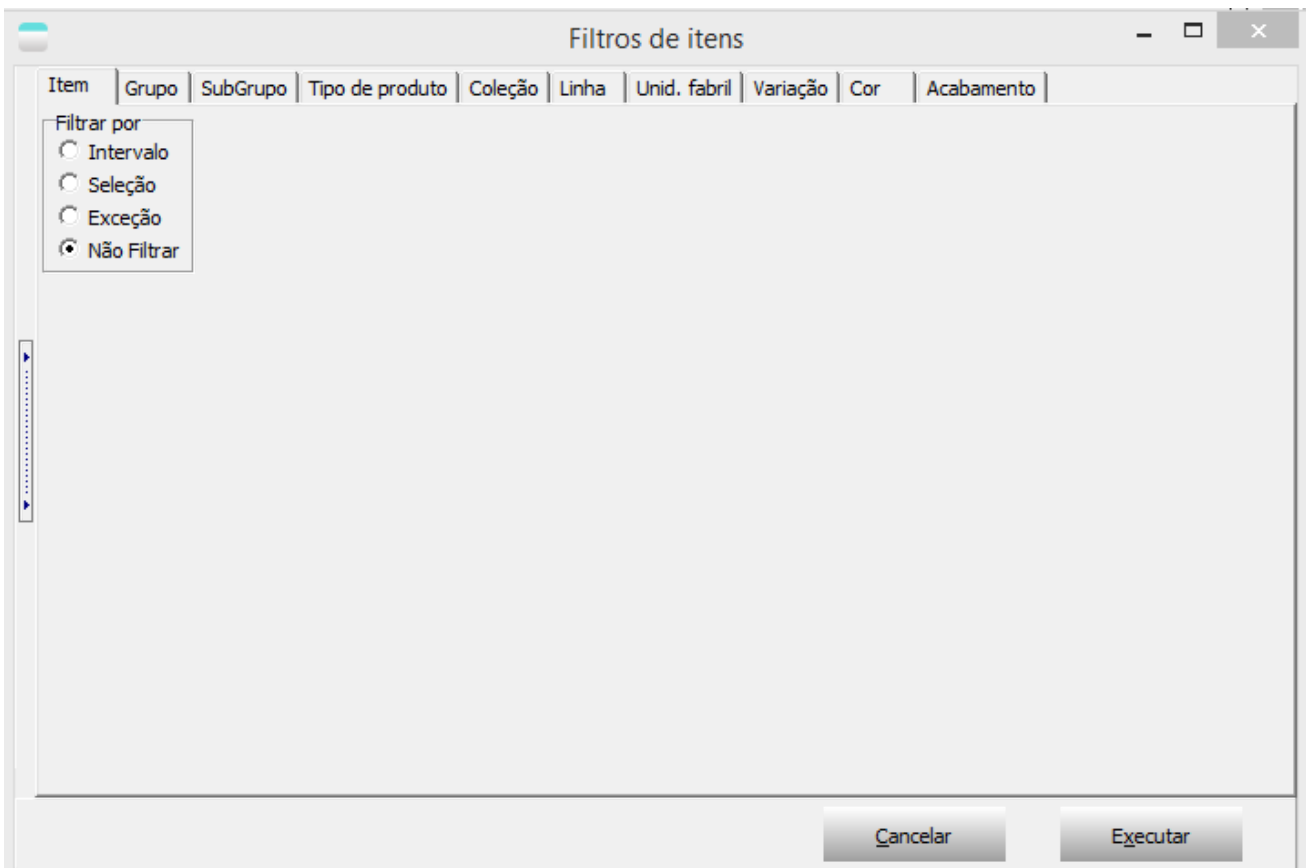 Filtros de itens
Item Grupo SubGrupo Tipo de produto Coleção Linha Unid. fabril Variação Cor Acabamento
Filtrar por
Intervalo
Seleção
Exceção
Não Filtrar
Cancelar Executar